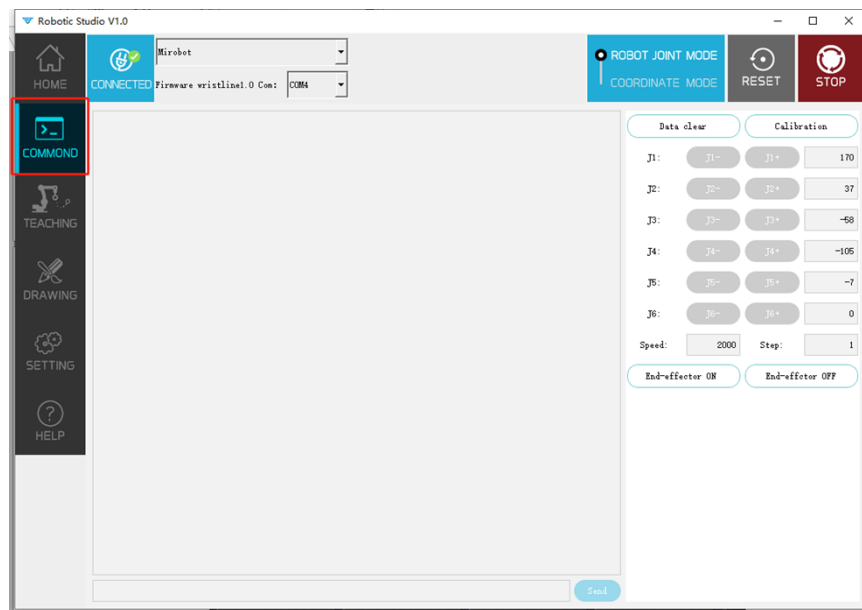 Robotic Studio V1.0
HOME
CONNECTED
Mirobot
Firmware wristline1.0 Com: COM4
ROBOT JOINT MODE
COORDINATE MODE
RESET
STOP
COMMOND
TEACHING
DRAWING
SETTING
HELP
Data clear
Calibration
J1: J1- J1+ 170
J2: J2- J2+ 37
J3: J3- J3+ -58
J4: J4- J4+ -105
J5: J5- J5+ -7
J6: J6- J6+ 0
Speed: 2000 Step: 1
End-effector ON
End-effctor OFF
Send